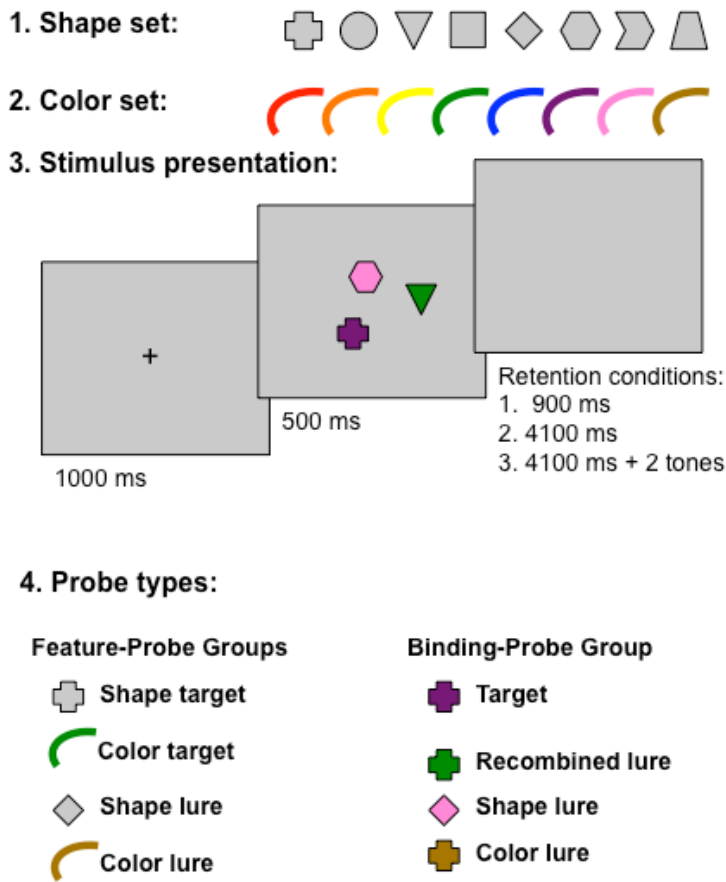 1. Shape set:
2. Color set:
3. Stimulus presentation:
+
1000 ms
500 ms
Retention conditions:
1.  900 ms
2. 4100 ms
3. 4100 ms + 2 tones
4. Probe types:
Feature-Probe Groups
Shape target
Color target
Shape lure
Color lure
Binding-Probe Group
Target
Recombined lure
Shape lure
Color lure